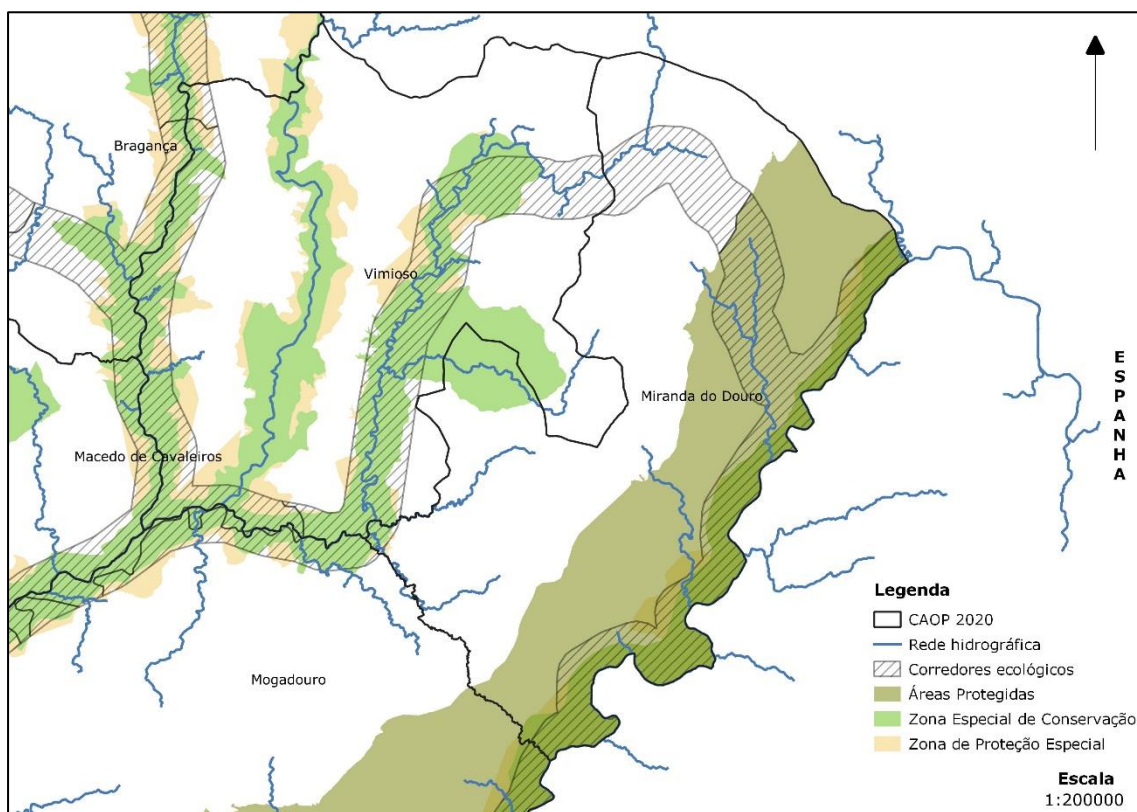 Bragança
Vimioso
Miranda do Douro
Macedo de Cavaleiros
Mogadouro
ESPANHA
Legenda
CAOP 2020
Rede hidrográfica
Corredores ecológicos
Áreas Protegidas
Zona Especial de Conservação
Zona de Proteção Especial
Escala
1:200000